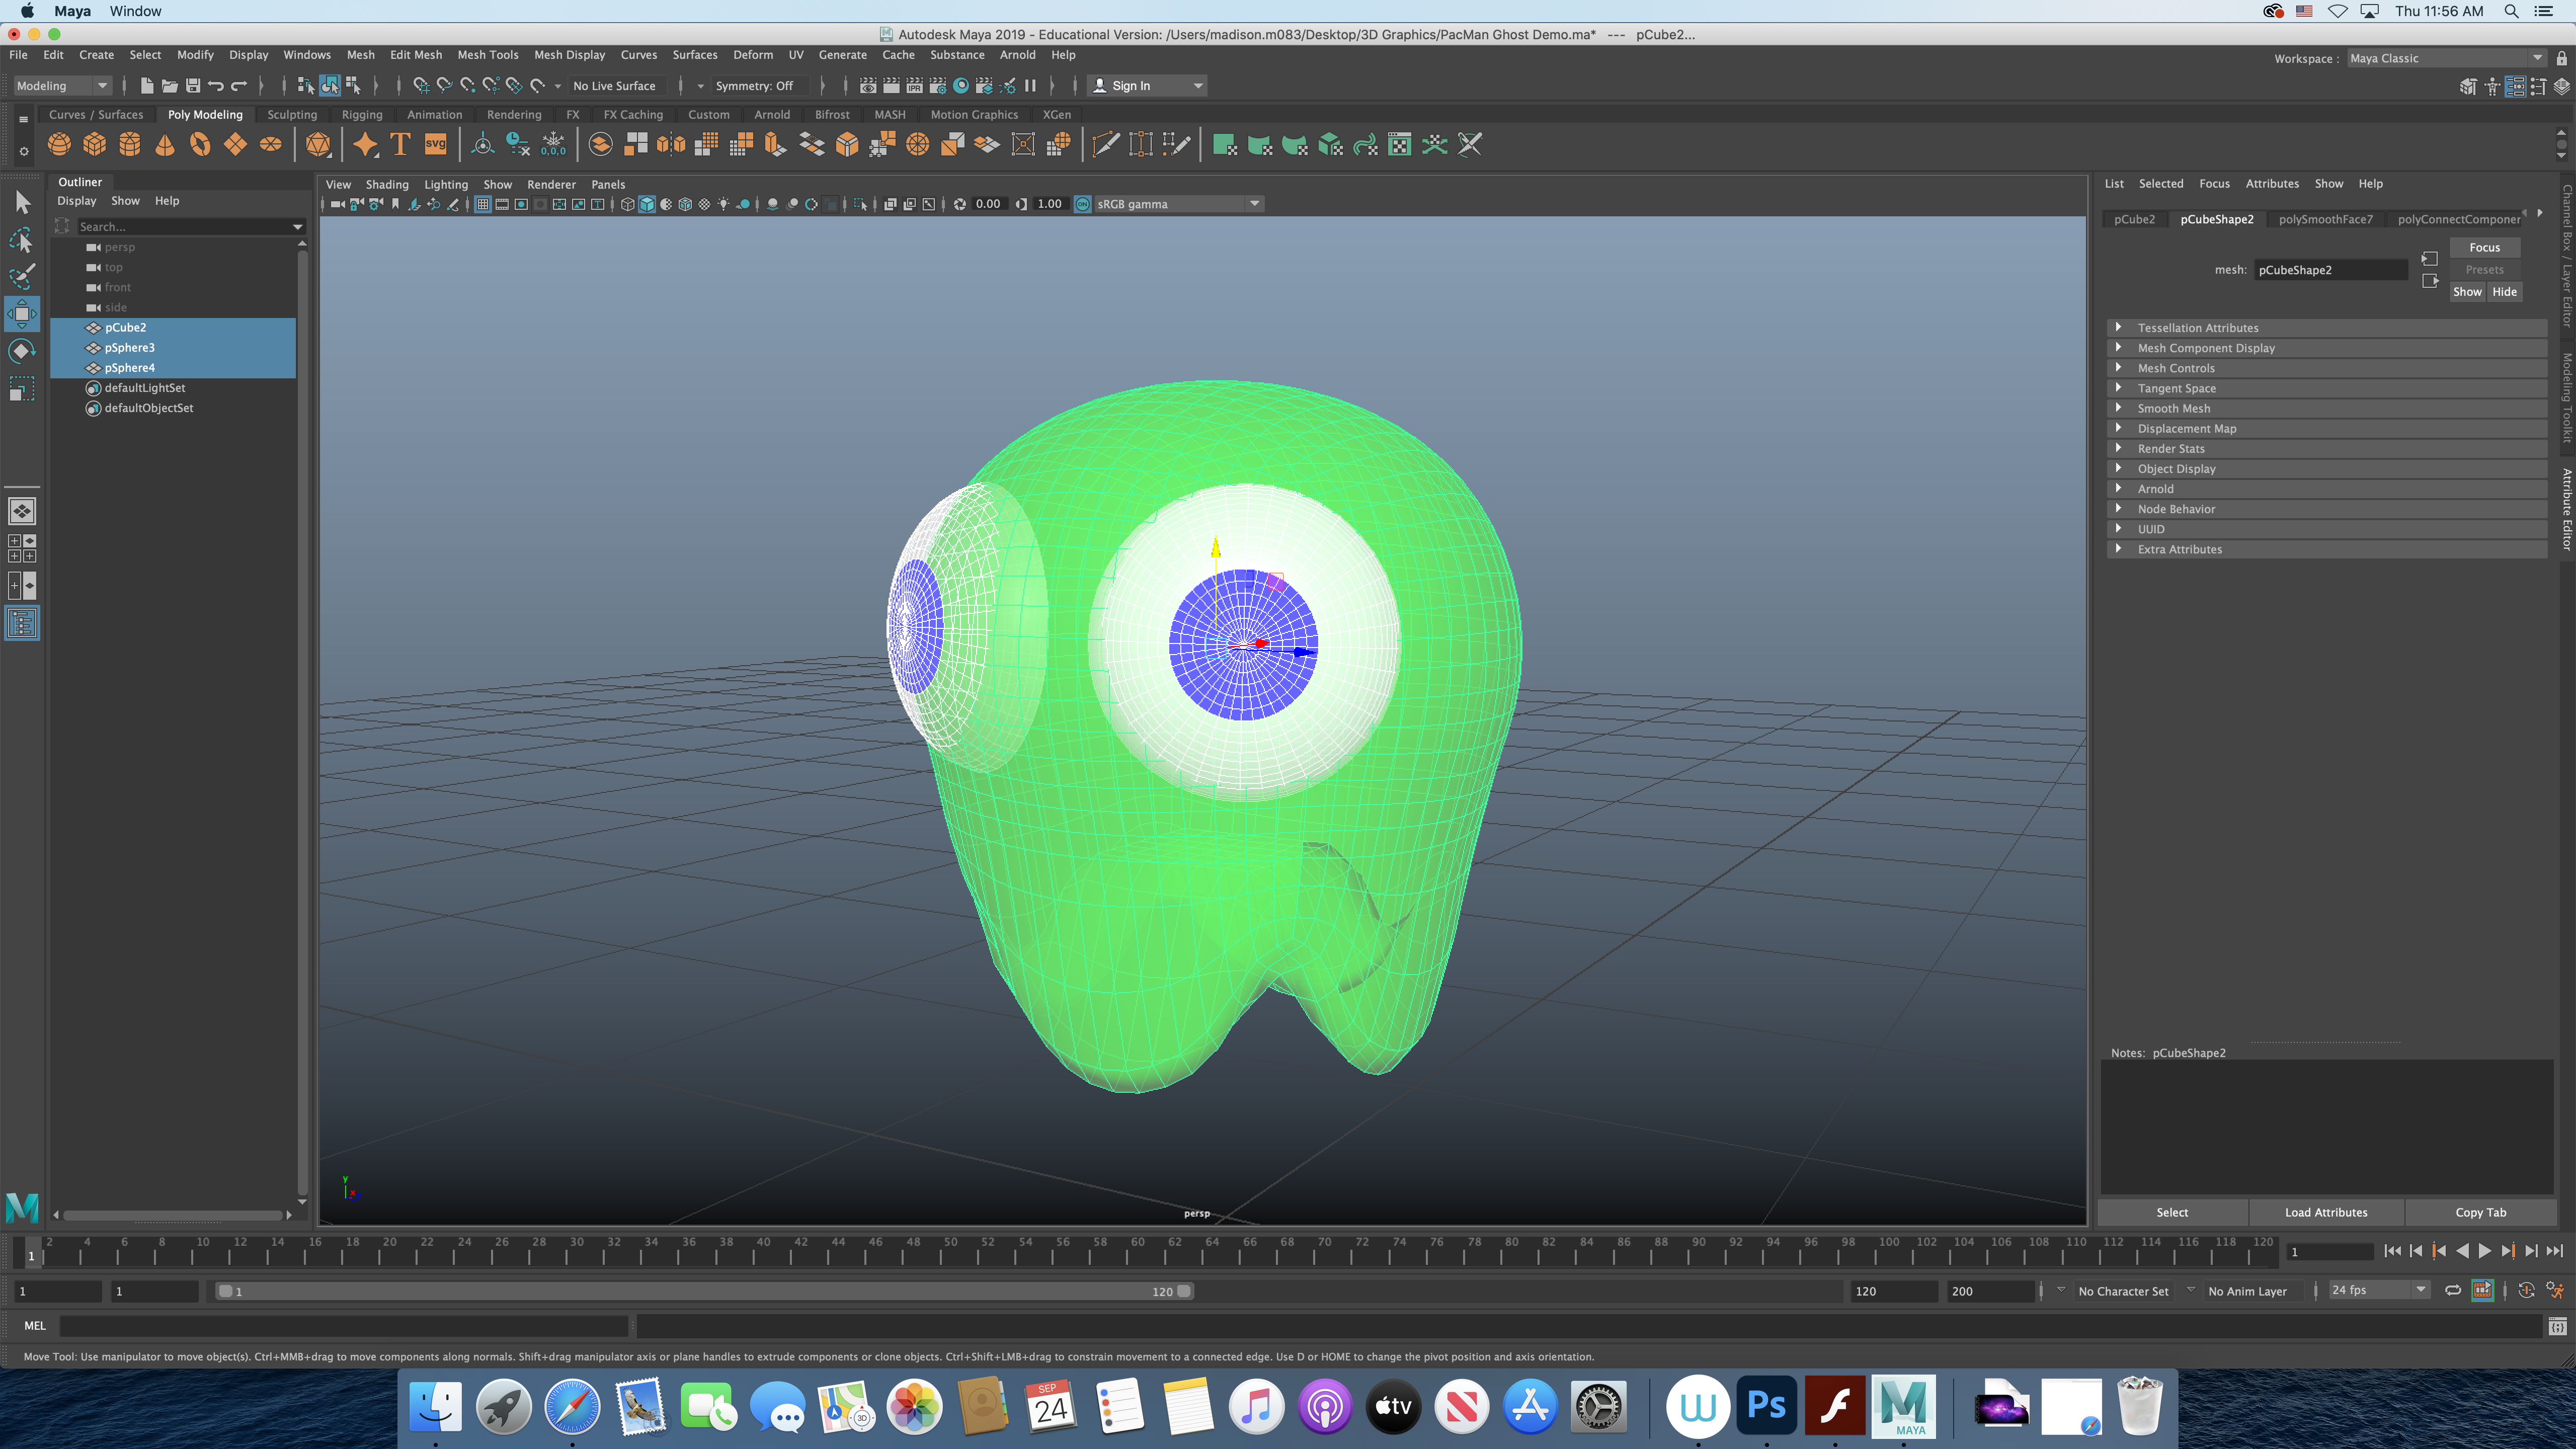 Maya Window Thu 11:56 AM
Autodesk Maya 2019 - Educational Version: /Users/madison.m083/Desktop/3D Graphics/PacMan Ghost Demo.ma* --- pCube2...
File Edit Create Select Modify Display Windows Mesh Edit Mesh Mesh Tools Mesh Display Curves Surfaces Deform UV Generate Cache Substance Arnold Help Workspace : Maya Classic
Modeling No Live Surface Symmetry: Off IPR Sign In
Curves / Surfaces Poly Modeling Sculpting Rigging Animation Rendering FX FX Caching Custom Arnold Bifrost MASH Motion Graphics XGen
T SVG 0,0,0
Outliner
Display Show Help
Search...
persp
top
front
side
pCube2
pSphere3
pSphere4
defaultLightSet
defaultObjectSet
View Shading Lighting Show Renderer Panels
0.00 1.00 ON sRGB gamma
y
x
persp
List Selected Focus Attributes Show Help
pCube2 pCubeShape2 polySmoothFace7 polyConnectComponer
Focus
mesh: pCubeShape2
Presets
Show Hide
Tessellation Attributes
Mesh Component Display
Mesh Controls
Tangent Space
Smooth Mesh
Displacement Map
Render Stats
Object Display
Arnold
Node Behavior
UUID
Extra Attributes
Notes: pCubeShape2
Select Load Attributes Copy Tab
Channel Box / Layer Editor
Modeling Toolkit
Attribute Editor
1 2 4 6 8 10 12 14 16 18 20 22 24 26 28 30 32 34 36 38 40 42 44 46 48 50 52 54 56 58 60 62 64 66 68 70 72 74 76 78 80 82 84 86 88 90 92 94 96 98 100 102 104 106 108 110 112 114 116 118 120 1
1 1 1 120 120 200 No Character Set No Anim Layer 24 fps
MEL
Move Tool: Use manipulator to move object(s). Ctrl+MMB+drag to move components along normals. Shift+drag manipulator axis or plane handles to extrude components or clone objects. Ctrl+Shift+LMB+drag to constrain movement to a connected edge. Use D or HOME to change the pivot position and axis orientation.
3D SEP 24 tv W Ps MAYA